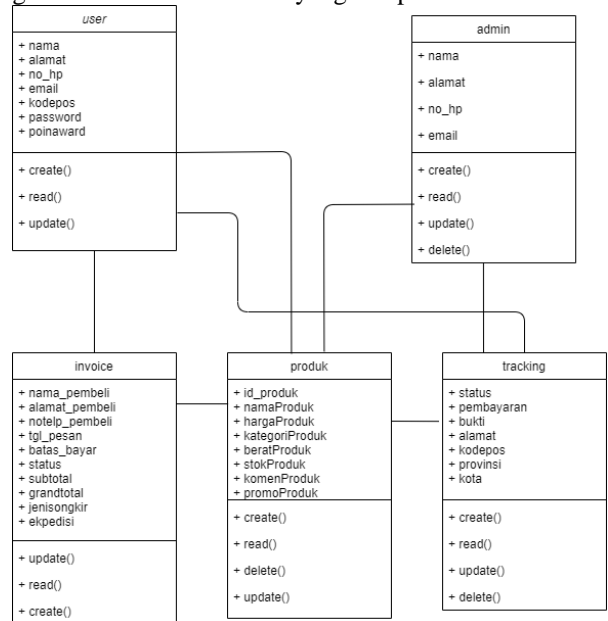 user
+ nama
+ alamat
+ no_hp
+ email
+ kodepos
+ password
+ poinaward
+ create()
+ read()
+ update()
admin
+ nama
+ alamat
+ no_hp
+ email
+ create()
+ read()
+ update()
+ delete()
invoice
+ nama_pembeli
+ alamat_pembeli
+ notelp_pembeli
+ tgl_pesan
+ batas_bayar
+ status
+ subtotal
+ grandtotal
+ jenisongkir
+ ekpedisi
+ update()
+ read()
+ create()
produk
+ id_produk
+ namaProduk
+ hargaProduk
+ kategoriProduk
+ beratProduk
+ stokProduk
+ komenProduk
+ promoProduk
+ create()
+ read()
+ delete()
+ update()
tracking
+ status
+ pembayaran
+ bukti
+ alamat
+ kodepos
+ provinsi
+ kota
+ create()
+ read()
+ update()
+ delete()